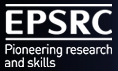 EPSRC
Pioneering research
and skills